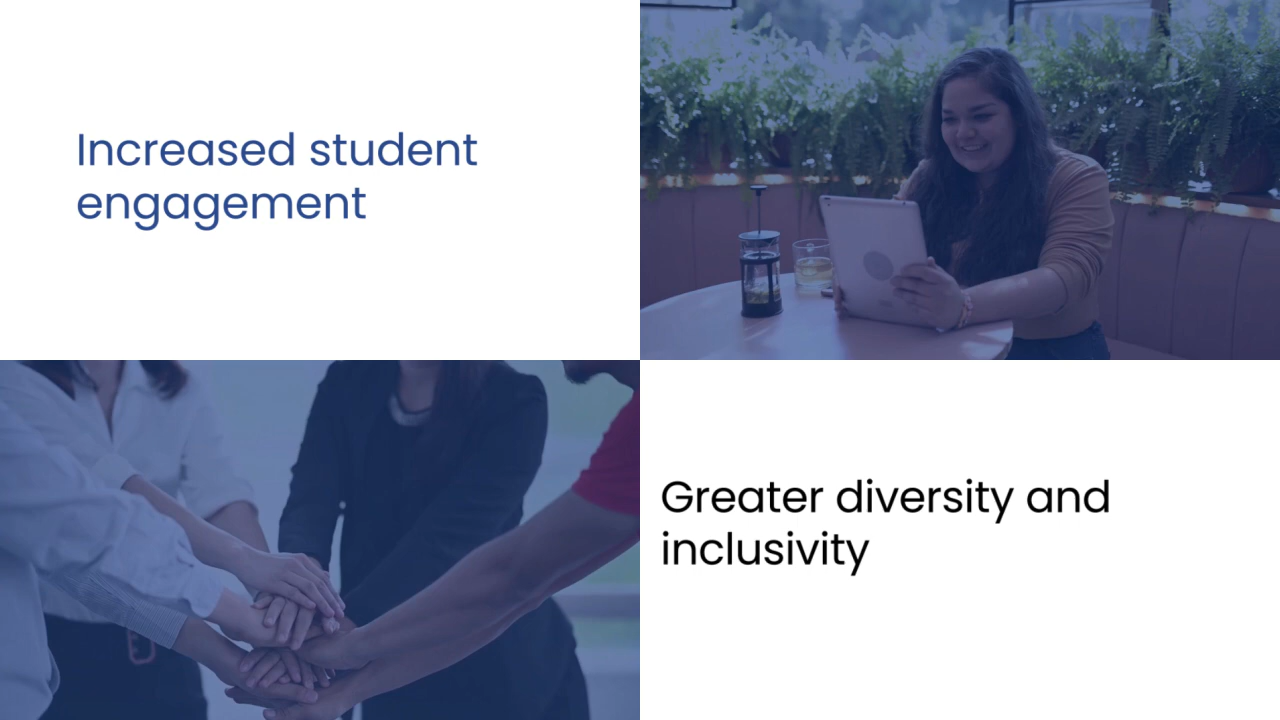 Increased student
engagement
Greater diversity and
inclusivity